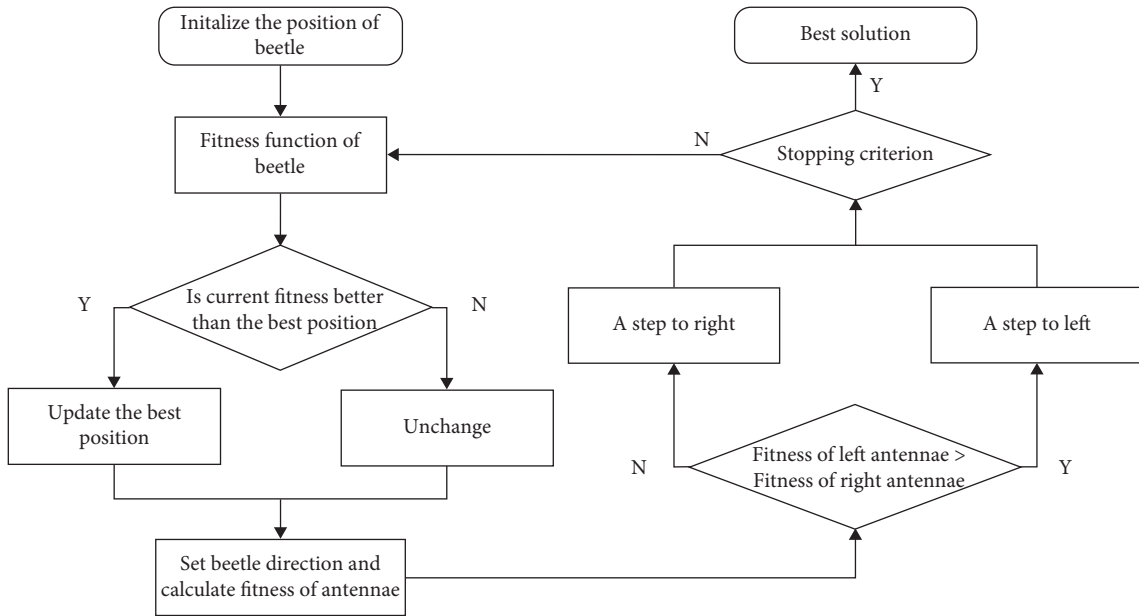 Initalize the position of
beetle
Fitness function of
beetle
Is current fitness better
than the best position
Y
N
Update the best
position
Unchange
Set beetle direction and
calculate fitness of antennae
Fitness of left antennae >
Fitness of right antennae
N
Y
A step to right
A step to left
Stopping criterion
N
Y
Best solution